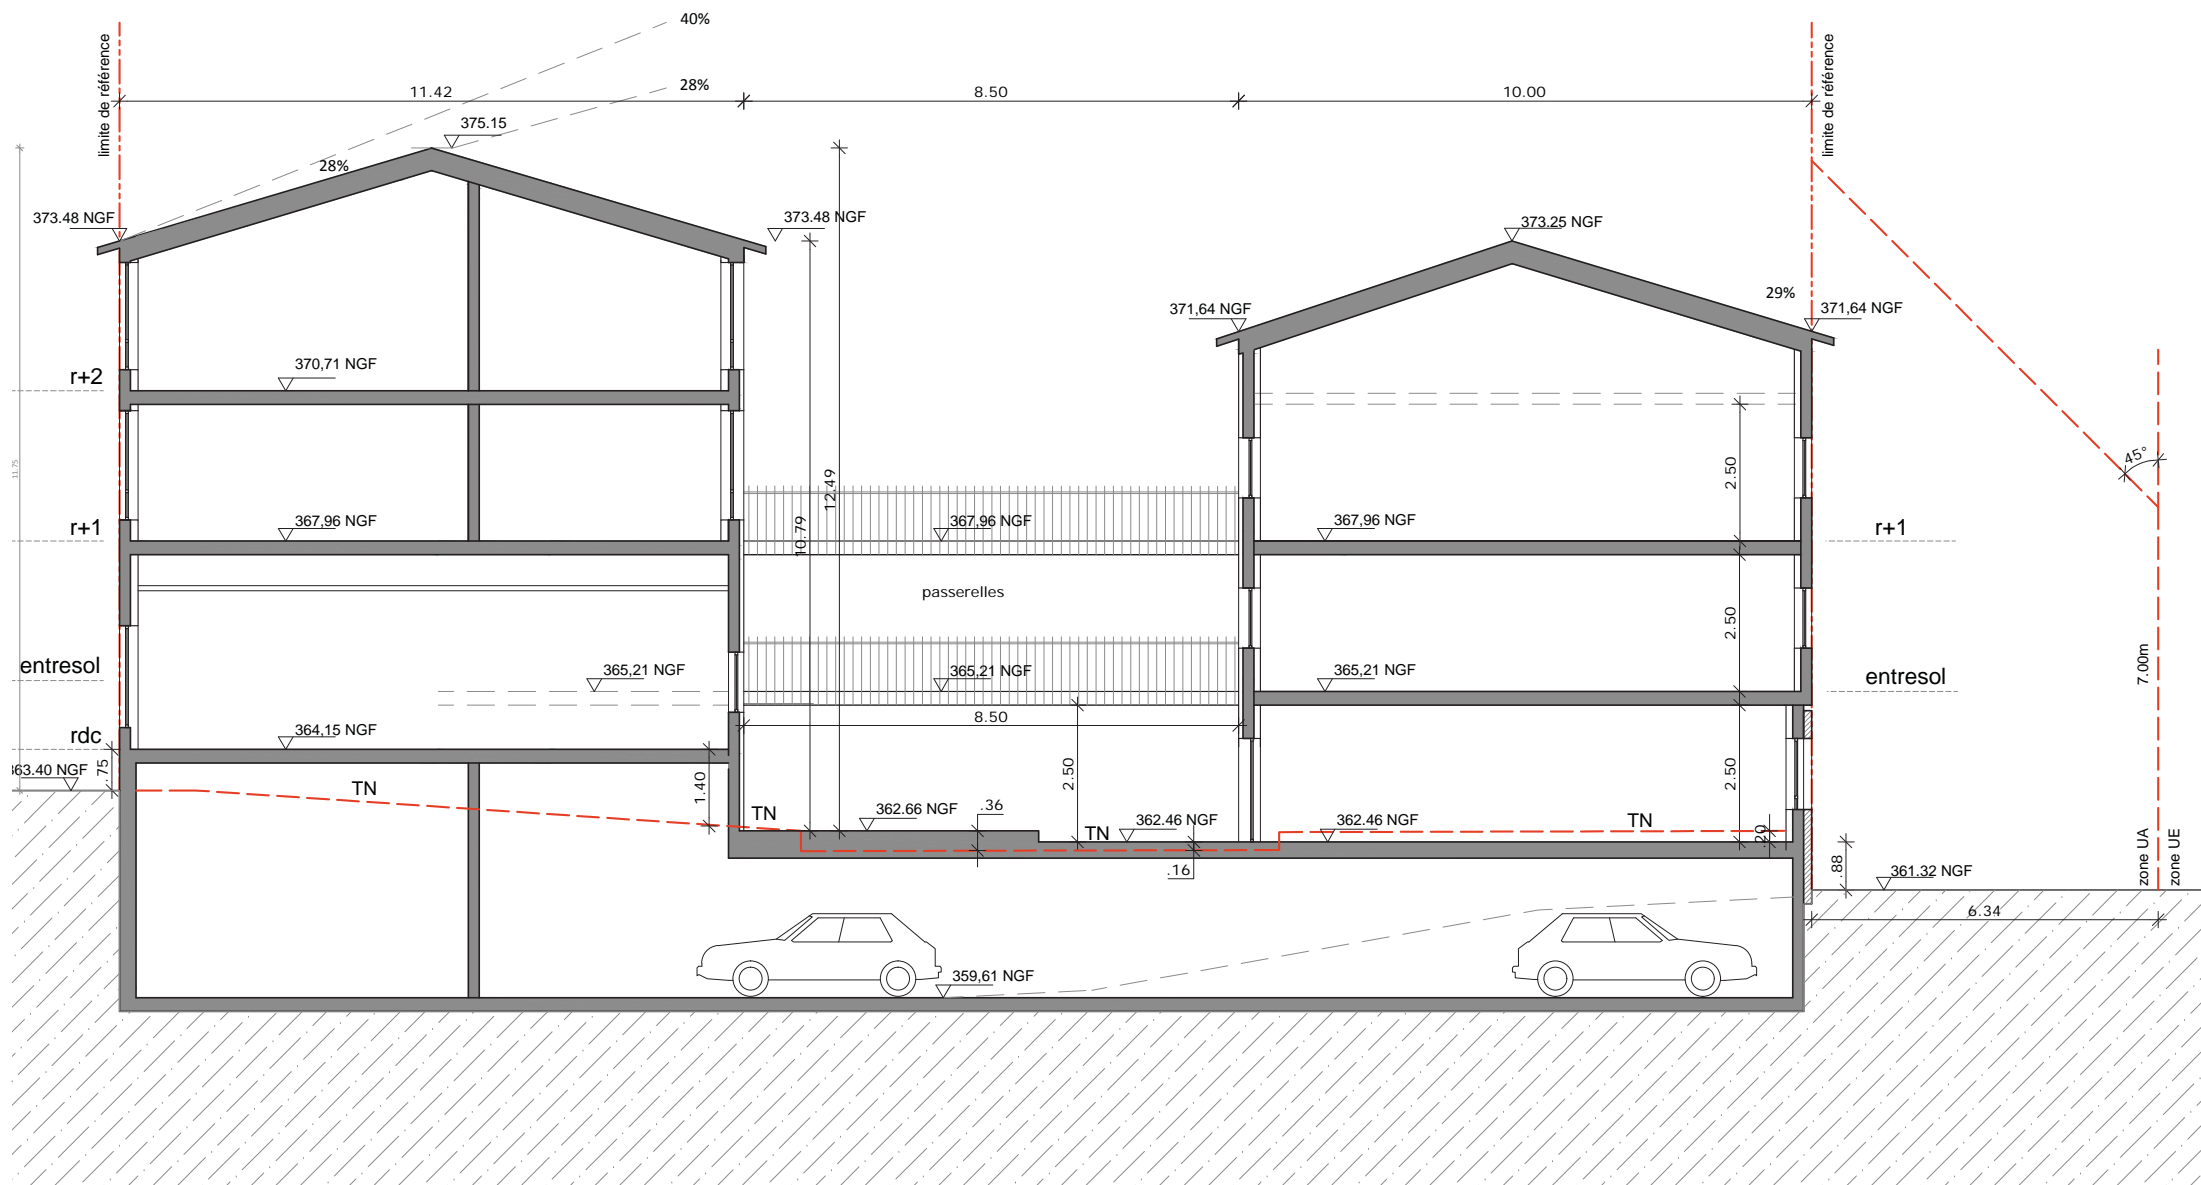 40%
limite de référence
limite de référence
28%
11.42
8.50
10.00
375.15
28%
373.48 NGF
373.48 NGF
373.25 NGF
29%
371,64 NGF
371,64 NGF
r+2
370,71 NGF
45°
2.50
11.75
12.49
10.79
r+1
367,96 NGF
367,96 NGF
367,96 NGF
r+1
passerelles
2.50
entresol
365,21 NGF
365,21 NGF
365,21 NGF
entresol
7.00m
8.50
rdc
364,15 NGF
363.40 NGF
.75
TN
1.40
2.50
2.50
TN
362.66 NGF
.36
TN
362.46 NGF
362.46 NGF
TN
.20
.16
.88
361.32 NGF
zone UA
zone UE
6.34
359,61 NGF